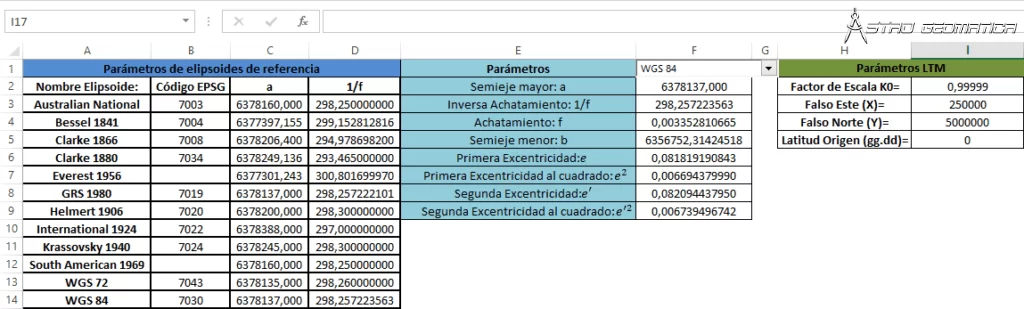 I17
fx
ASTRO GEOMATICA
A B C D E F G H I
1 Parámetros de elipsoides de referencia Parámetros WGS 84 Parámetros LTM
2 Nombre Elipsoide: Código EPSG a 1/f Semieje mayor: a 6378137,000 Factor de Escala K0= 0,99999
3 Australian National 7003 6378160,000 298,250000000 Inversa Achatamiento: 1/f 298,257223563 Falso Este (X)= 250000
4 Bessel 1841 7004 6377397,155 299,152812816 Achatamiento: f 0,003352810665 Falso Norte (Y)= 5000000
5 Clarke 1866 7008 6378206,400 294,978698200 Semieje menor: b 6356752,31424518 Latitud Origen (gg.dd)= 0
6 Clarke 1880 7034 6378249,136 293,465000000 Primera Excentricidad:e 0,081819190843
7 Everest 1956 6377301,243 300,801699970 Primera Excentricidad al cuadrado:e² 0,006694379990
8 GRS 1980 7019 6378137,000 298,257222101 Segunda Excentricidad:e′ 0,082094437950
9 Helmert 1906 7020 6378200,000 298,300000000 Segunda Excentricidad al cuadrado:e′² 0,006739496742
10 International 1924 7022 6378388,000 297,000000000
11 Krassovsky 1940 7024 6378245,000 298,300000000
12 South American 1969 6378160,000 298,250000000
13 WGS 72 7043 6378135,000 298,260000000
14 WGS 84 7030 6378137,000 298,257223563